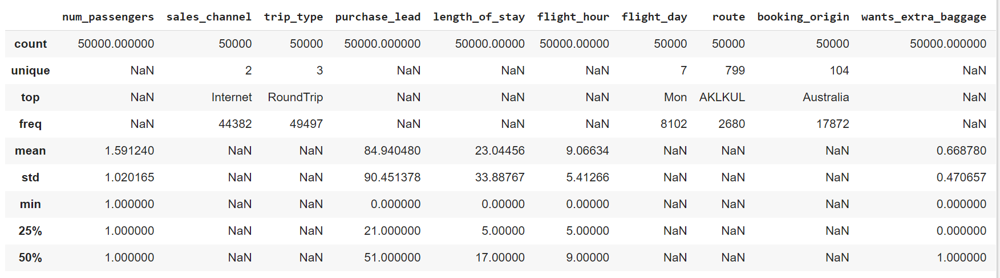 num_passengers sales_channel trip_type purchase_lead length_of_stay flight_hour flight_day route booking_origin wants_extra_baggage
count 50000.000000 50000 50000 50000.000000 50000.00000 50000.00000 50000 50000 50000 50000.000000
unique NaN 2 3 NaN NaN NaN 7 799 104 NaN
top NaN Internet RoundTrip NaN NaN NaN Mon AKLKUL Australia NaN
freq NaN 44382 49497 NaN NaN NaN 8102 2680 17872 NaN
mean 1.591240 NaN NaN 84.940480 23.04456 9.06634 NaN NaN NaN 0.668780
std 1.020165 NaN NaN 90.451378 33.88767 5.41266 NaN NaN NaN 0.470657
min 1.000000 NaN NaN 0.000000 0.00000 0.00000 NaN NaN NaN 0.000000
25% 1.000000 NaN NaN 21.000000 5.00000 5.00000 NaN NaN NaN 0.000000
50% 1.000000 NaN NaN 51.000000 17.00000 9.00000 NaN NaN NaN 1.000000